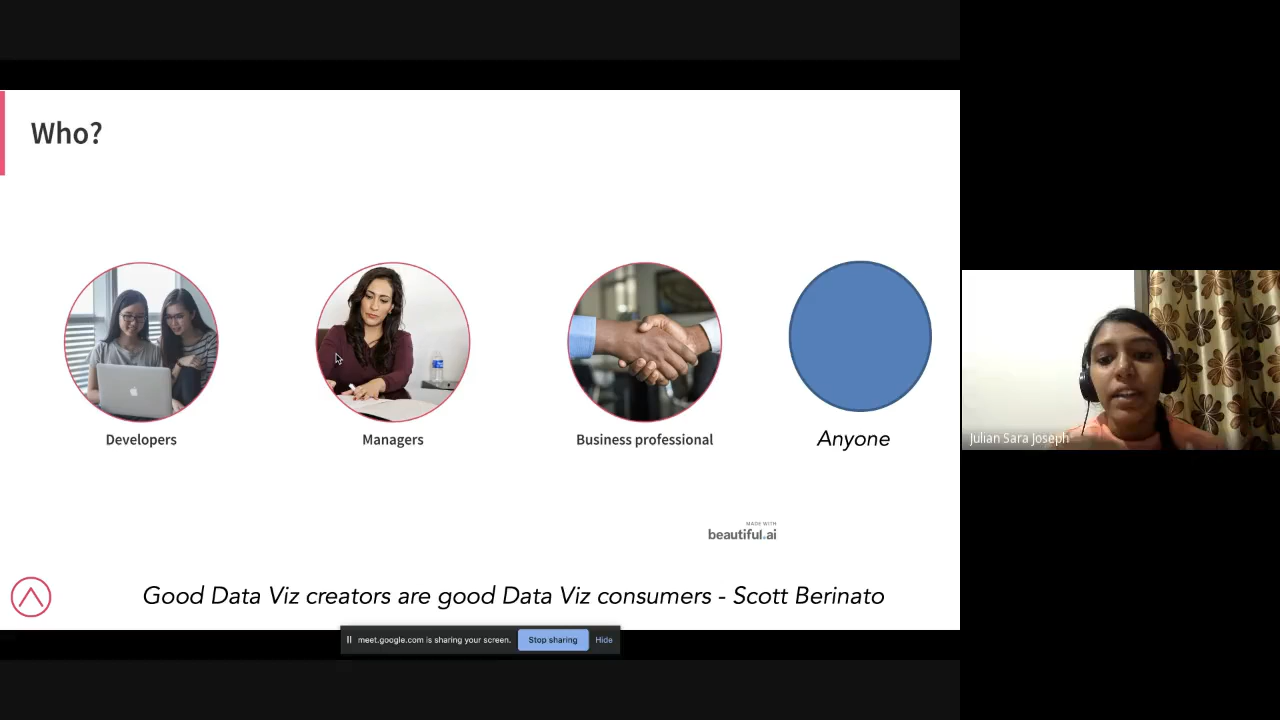 Who?
Developers
Managers
Business professional
Anyone
MADE WITH
beautiful.ai
Good Data Viz creators are good Data Viz consumers - Scott Berinato
meet.google.com is sharing your screen.
Stop sharing
Hide
Julian Sara Joseph